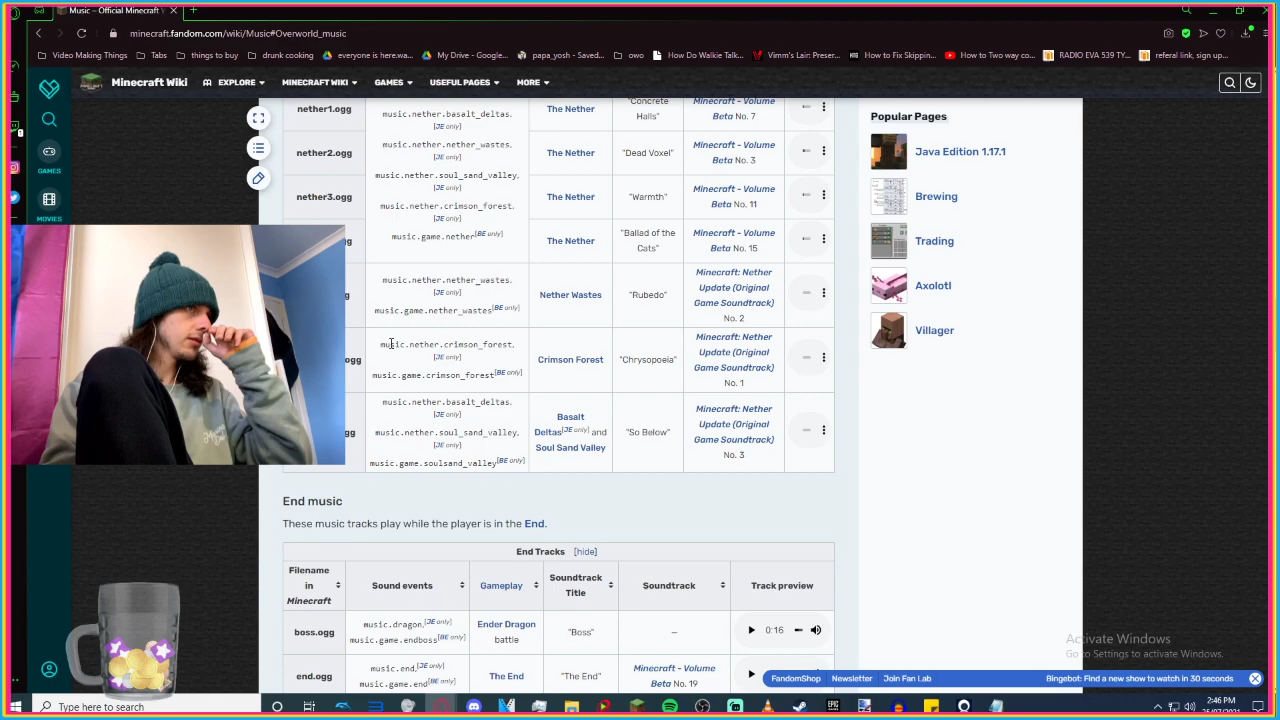 Music – Official Minecraft W
minecraft.fandom.com/wiki/Music#Overworld_music
Video Making Things
Tabs
things to buy
drunk cooking
everyone is here.wa...
My Drive - Google...
papa_yosh - Saved...
owo
How Do Walkie Talk...
Vimm's Lair: Preser...
How to Fix Skippin...
How to Two way co...
RADIO EVA 539 TY...
referal link, sign up...
Minecraft Wiki
EXPLORE
MINECRAFT WIKI
GAMES
USEFUL PAGES
MORE
GAMES
MOVIES
nether1.ogg
music.nether.basalt_deltas,
[JE only]
The Nether
"Concrete
Halls"
Minecraft - Volume
Beta No. 7
nether2.ogg
music.nether.nether_wastes,
[JE only]
The Nether
"Dead Voxel"
Minecraft - Volume
Beta No. 3
nether3.ogg
music.nether.soul_sand_valley,
[JE only]
music.nether.crimson_forest,
[JE only]
The Nether
"Warmth"
Minecraft - Volume
Beta No. 11
gg
music.game.nether[BE only]
The Nether
"Ballad of the
Cats"
Minecraft - Volume
Beta No. 15
g
music.nether.nether_wastes,
[JE only]
music.game.nether_wastes[BE only]
Nether Wastes
"Rubedo"
Minecraft: Nether
Update (Original
Game Soundtrack)
No. 2
ogg
music.nether.crimson_forest,
[JE only]
music.game.crimson_forest[BE only]
Crimson Forest
"Chrysopoeia"
Minecraft: Nether
Update (Original
Game Soundtrack)
No. 1
gg
music.nether.basalt_deltas,
[JE only]
music.nether.soul_sand_valley,
[JE only]
music.game.soulsand_valley[BE only]
Basalt
Deltas[JE only] and
Soul Sand Valley
"So Below"
Minecraft: Nether
Update (Original
Game Soundtrack)
No. 3
End music
These music tracks play while the player is in the End.
End Tracks [hide]
Filename
in
Minecraft
Sound events
Gameplay
Soundtrack
Title
Soundtrack
Track preview
boss.ogg
music.dragon,[JE only]
music.game.endboss[BE only]
Ender Dragon
battle
"Boss"
–
0:16
end.ogg
music.end,[JE only]
music.game.end[BE only]
The End
"The End"
Minecraft - Volume
Beta No. 19
Popular Pages
Java Edition 1.17.1
Brewing
Trading
Axolotl
Villager
Activate Windows
Go to Settings to activate Windows.
FandomShop
Newsletter
Join Fan Lab
Bingebot: Find a new show to watch in 30 seconds
Type here to search
2:46 PM
26/07/2021